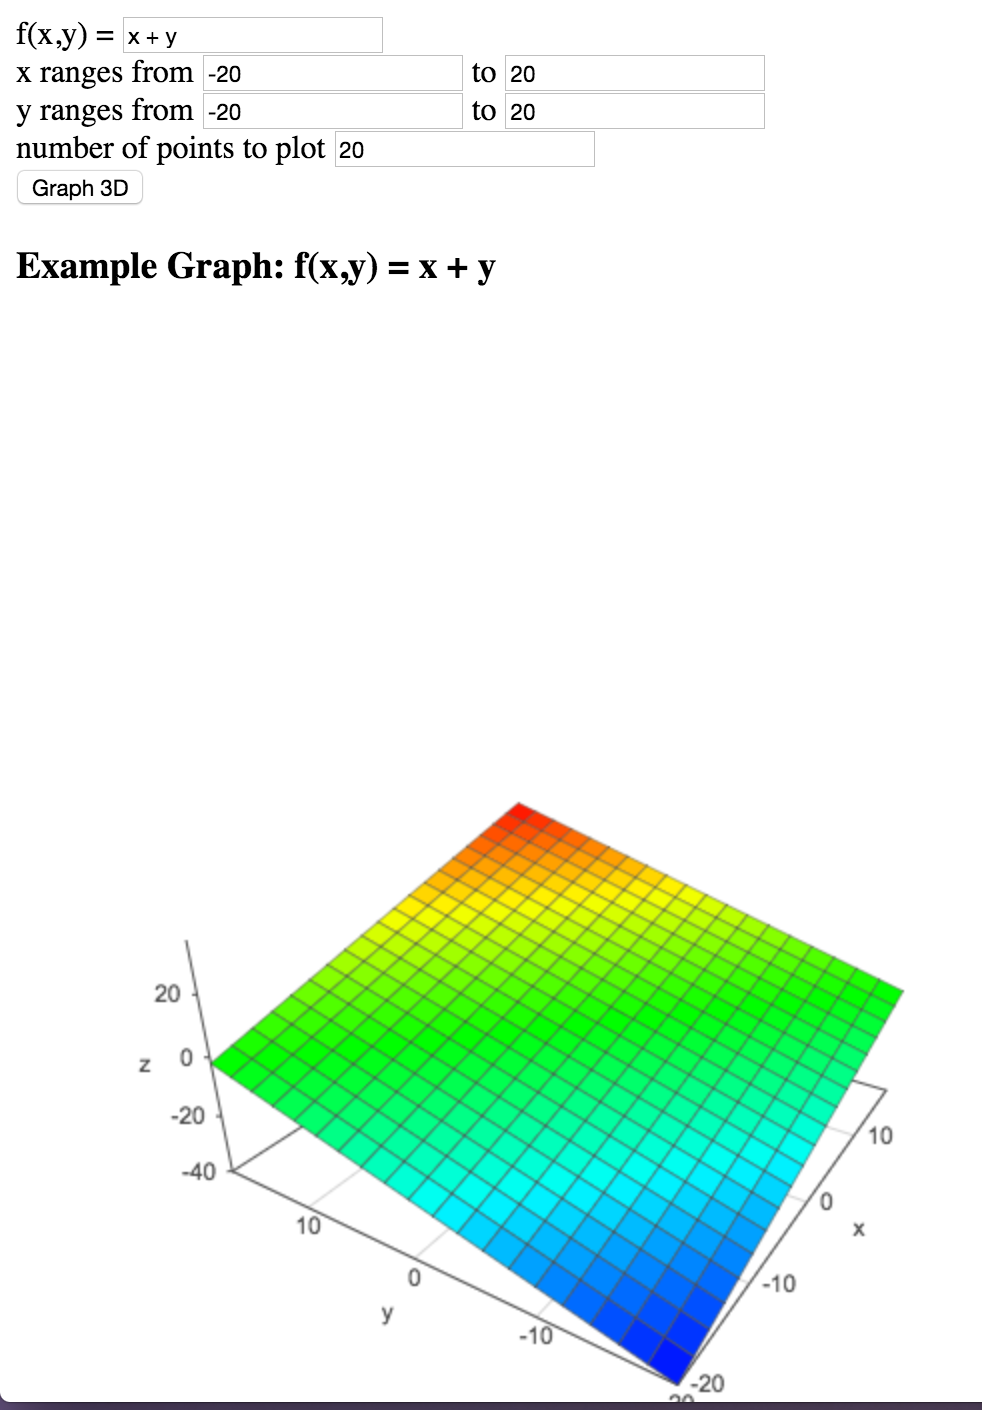 f(x,y) = x + y
x ranges from -20 to 20
y ranges from -20 to 20
number of points to plot 20
Graph 3D
Example Graph: f(x,y) = x + y
20
z 0
-20
-40
10
0
y
-10
10
0
x
-10
-20